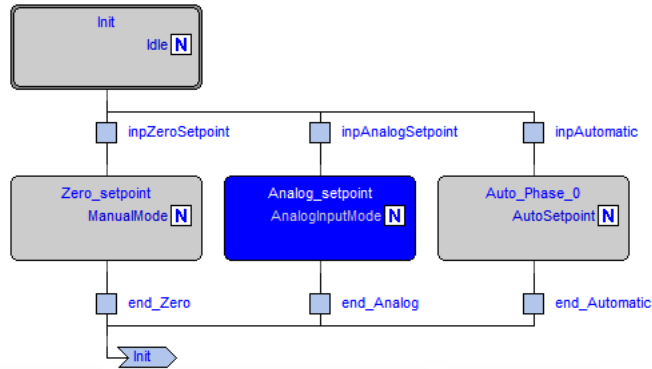 Init
Idle N
inpZeroSetpoint inpAnalogSetpoint inpAutomatic
Zero_setpoint Analog_setpoint Auto_Phase_0
ManualMode N AnalogInputMode N AutoSetpoint N
end_Zero end_Analog end_Automatic
Init